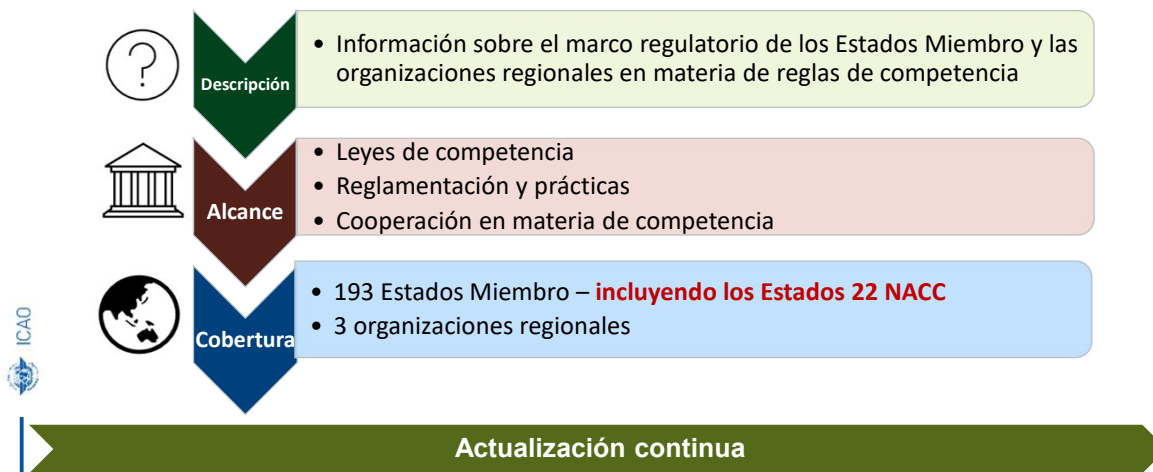 • Información sobre el marco regulatorio de los Estados Miembro y las
organizaciones regionales en materia de reglas de competencia
Descripción
• Leyes de competencia
• Reglamentación y prácticas
• Cooperación en materia de competencia
Alcance
• 193 Estados Miembro – incluyendo los Estados 22 NACC
• 3 organizaciones regionales
Cobertura
ICAO
Actualización continua